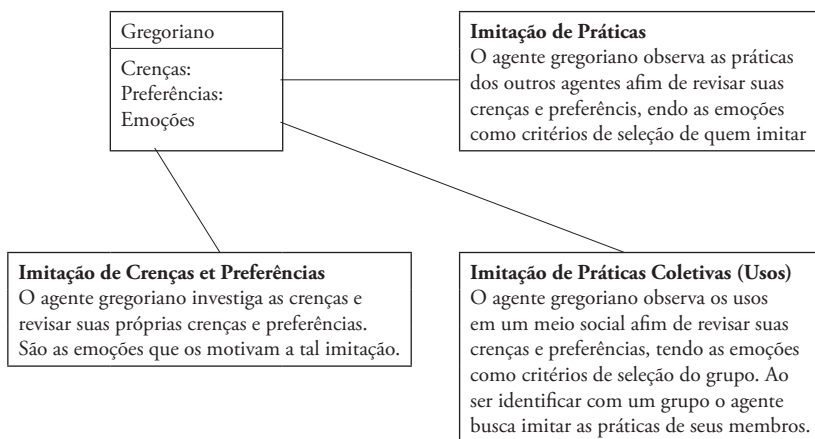 Gregoriano
Crenças:
Preferências:
Emoções
Imitação de Práticas
O agente gregoriano observa as práticas
dos outros agentes afim de revisar suas
crenças e preferêncis, endo as emoções
como critérios de seleção de quem imitar
Imitação de Crenças et Preferências
O agente gregoriano investiga as crenças e
revisar suas próprias crenças e preferências.
São as emoções que os motivam a tal imitação.
Imitação de Práticas Coletivas (Usos)
O agente gregoriano observa os usos
em um meio social afim de revisar suas
crenças e preferências, tendo as emoções
como critérios de seleção do grupo. Ao
ser identificar com um grupo o agente
busca imitar as práticas de seus membros.